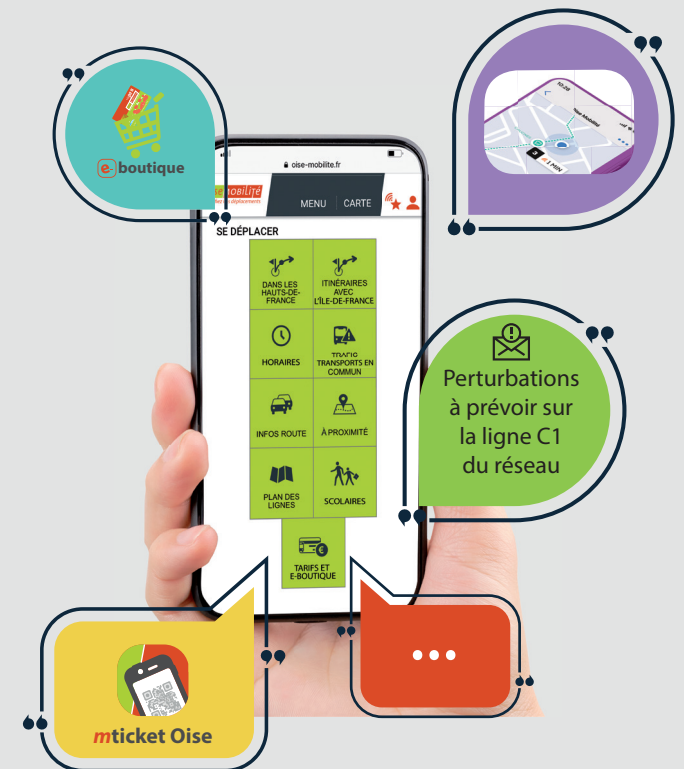 e boutique
oise-mobilite.fr
MENU
CARTE
SE DÉPLACER
DANS LES
HAUTS-DE-
FRANCE
ITINÉRAIRES
AVEC
L'ÎLE-DE-FRANCE
HORAIRES
TRAFIC
TRANSPORTS EN
COMMUN
INFOS ROUTE
À PROXIMITÉ
PLAN DES
LIGNES
SCOLAIRES
TARIFS ET
E-BOUTIQUE
Perturbations
à prévoir sur
la ligne C1
du réseau
mticket Oise
1 MIN